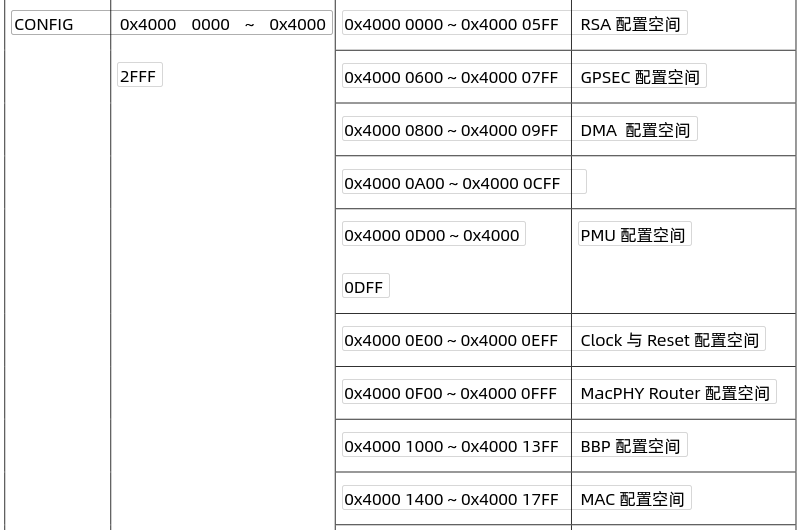 CONFIG 0x4000 0000 ~ 0x4000 0x4000 0000 ~ 0x4000 05FF RSA 配置空间
2FFF 0x4000 0600 ~ 0x4000 07FF GPSEC 配置空间
0x4000 0800 ~ 0x4000 09FF DMA 配置空间
0x4000 0A00 ~ 0x4000 0CFF
0x4000 0D00 ~ 0x4000 PMU 配置空间
0DFF
0x4000 0E00 ~ 0x4000 0EFF Clock 与 Reset 配置空间
0x4000 0F00 ~ 0x4000 0FFF MacPHY Router 配置空间
0x4000 1000 ~ 0x4000 13FF BBP 配置空间
0x4000 1400 ~ 0x4000 17FF MAC 配置空间